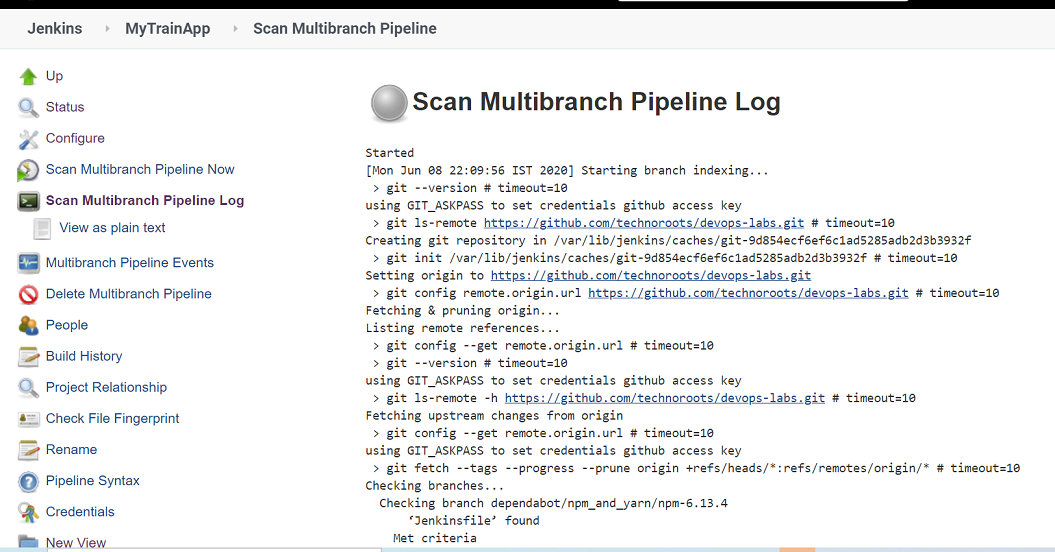 Jenkins MyTrainApp Scan Multibranch Pipeline
Up
Status
Configure
Scan Multibranch Pipeline Now
Scan Multibranch Pipeline Log
View as plain text
Multibranch Pipeline Events
Delete Multibranch Pipeline
People
Build History
Project Relationship
Check File Fingerprint
Rename
Pipeline Syntax
Credentials
New View
Scan Multibranch Pipeline Log
Started
[Mon Jun 08 22:09:56 IST 2020] Starting branch indexing...
> git --version # timeout=10
using GIT_ASKPASS to set credentials github access key
> git ls-remote https://github.com/technoroots/devops-labs.git # timeout=10
Creating git repository in /var/lib/jenkins/caches/git-9d854ecf6ef6c1ad5285adb2d3b3932f
> git init /var/lib/jenkins/caches/git-9d854ecf6ef6c1ad5285adb2d3b3932f # timeout=10
Setting origin to https://github.com/technoroots/devops-labs.git
> git config remote.origin.url https://github.com/technoroots/devops-labs.git # timeout=10
Fetching & pruning origin...
Listing remote references...
> git config --get remote.origin.url # timeout=10
> git --version # timeout=10
using GIT_ASKPASS to set credentials github access key
> git ls-remote -h https://github.com/technoroots/devops-labs.git # timeout=10
Fetching upstream changes from origin
> git config --get remote.origin.url # timeout=10
using GIT_ASKPASS to set credentials github access key
> git fetch --tags --progress --prune origin +refs/heads/*:refs/remotes/origin/* # timeout=10
Checking branches...
Checking branch dependabot/npm_and_yarn/npm-6.13.4
‘Jenkinsfile’ found
Met criteria